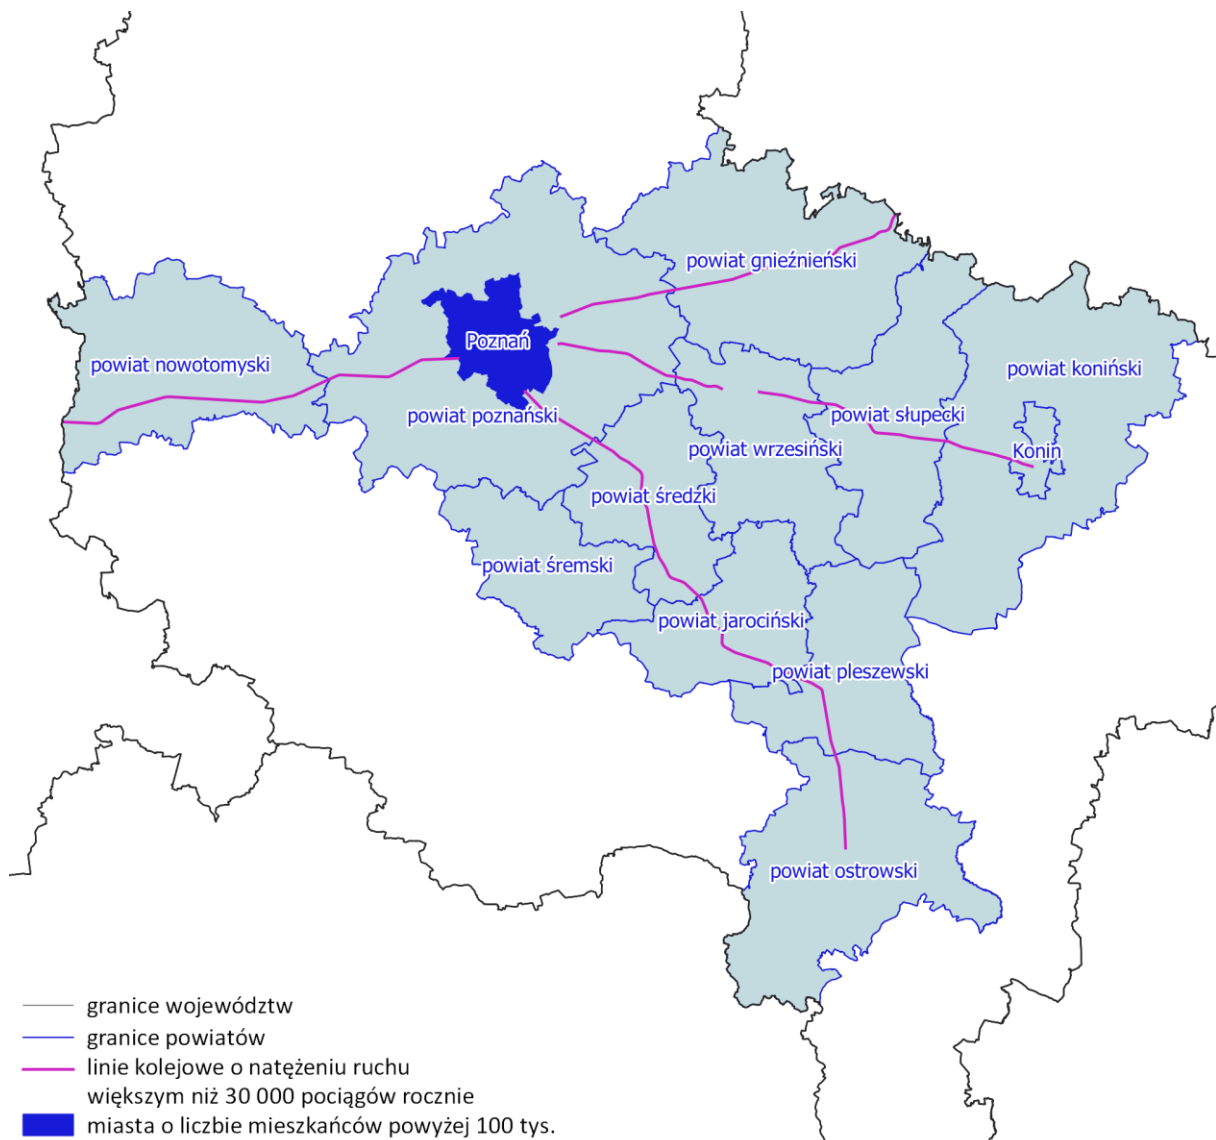 powiat gnieźnieński
Poznań
powiat nowotomyski
powiat koniński
powiat poznański
powiat słupecki
powiat wrzesiński
Konin
powiat średzki
powiat śremski
powiat jarociński
powiat pleszewski
powiat ostrowski
granice województw
granice powiatów
linie kolejowe o natężeniu ruchu
większym niż 30 000 pociągów rocznie
miasta o liczbie mieszkańców powyżej 100 tys.